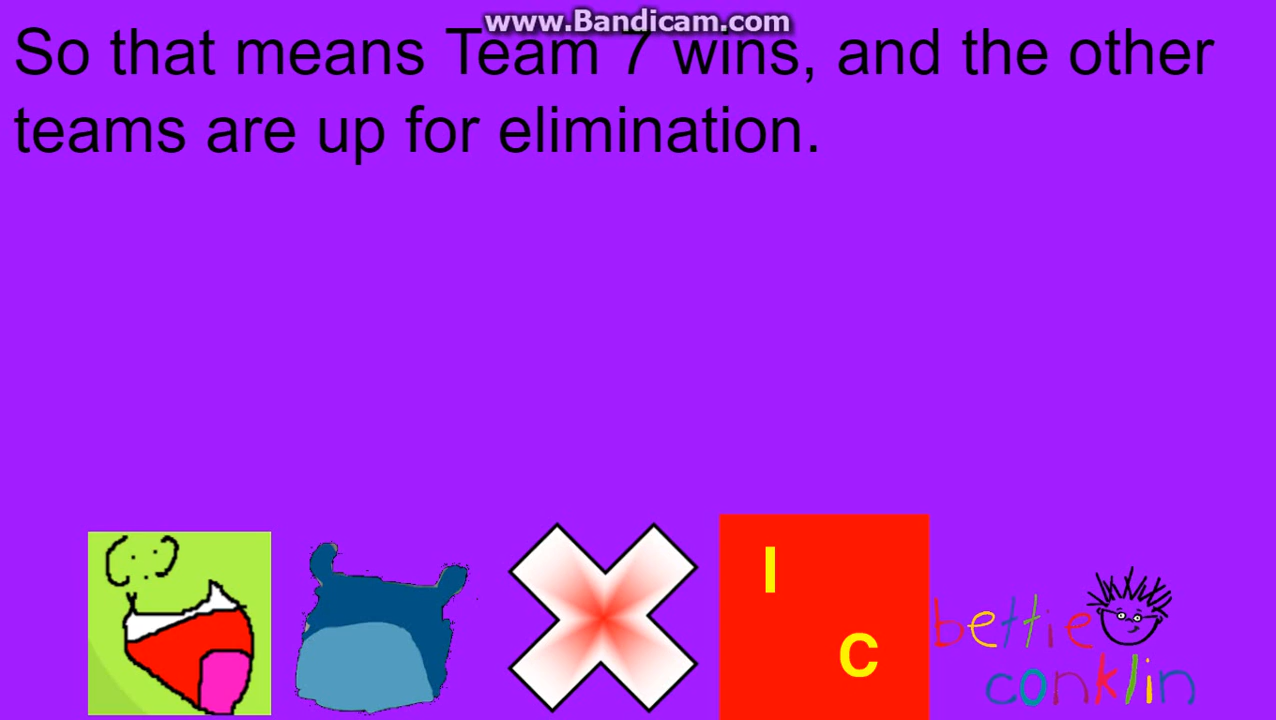 www.Bandicam.com
So that means Team 7 wins, and the other
teams are up for elimination.
I
C
bettie
conklin